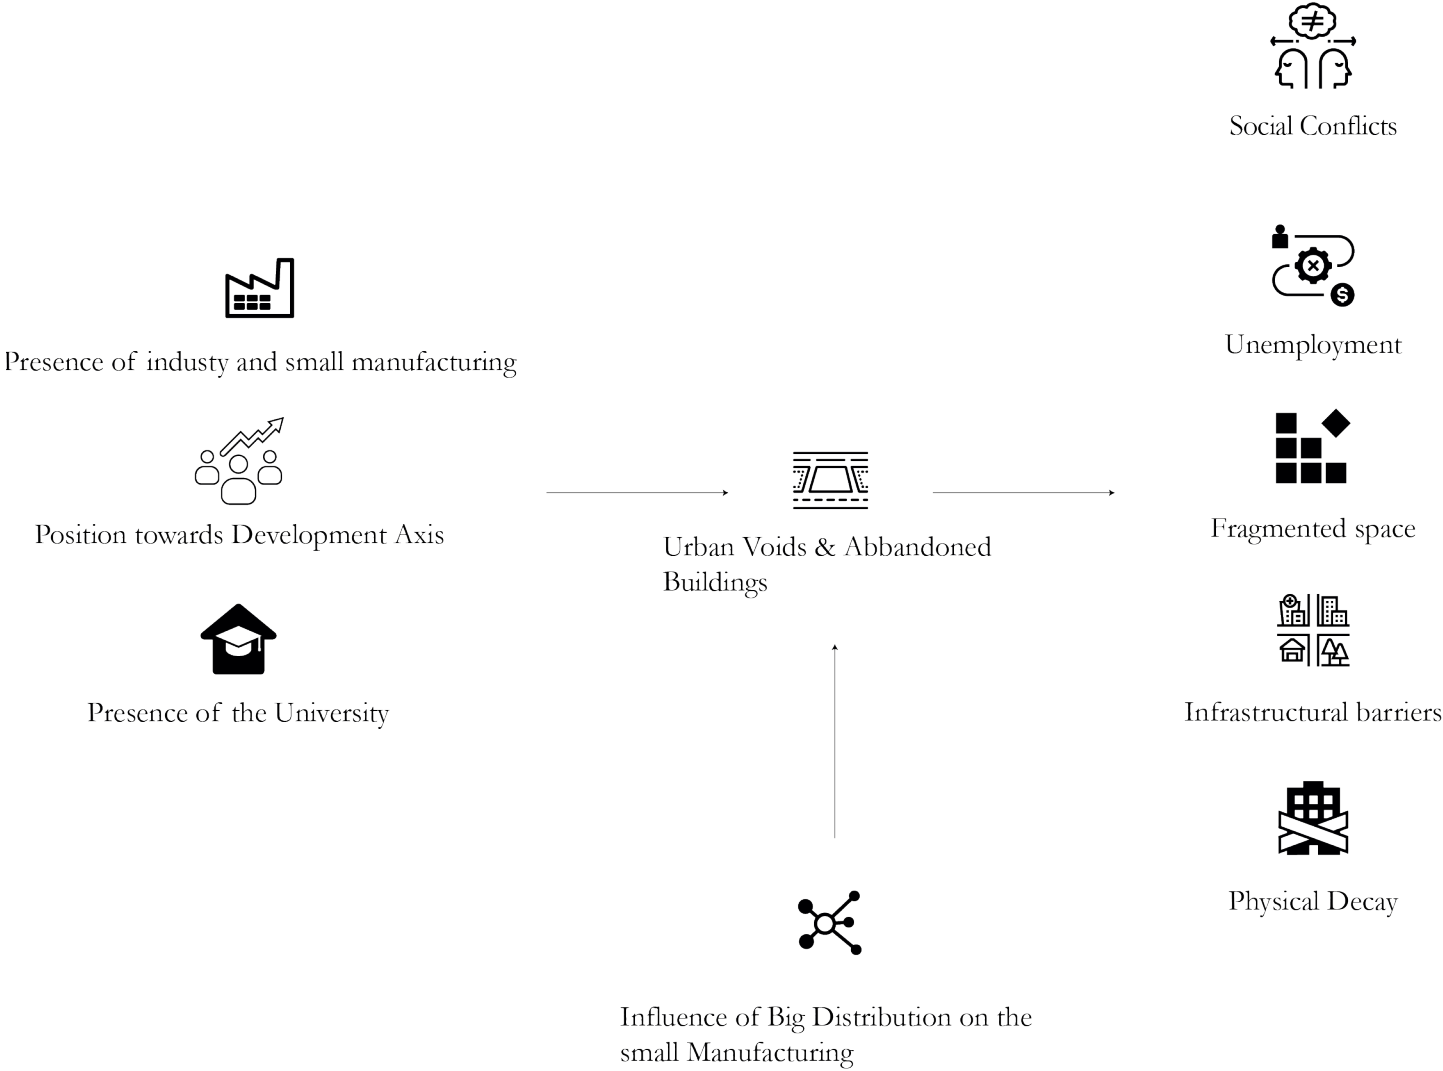 Social Conflicts
Unemployment
Presence of industy and small manufacturing
Fragmented space
Position towards Development Axis
Urban Voids & Abbandoned
Buildings
Presence of the University
Infrastructural barriers
Physical Decay
Influence of Big Distribution on the
small Manufacturing